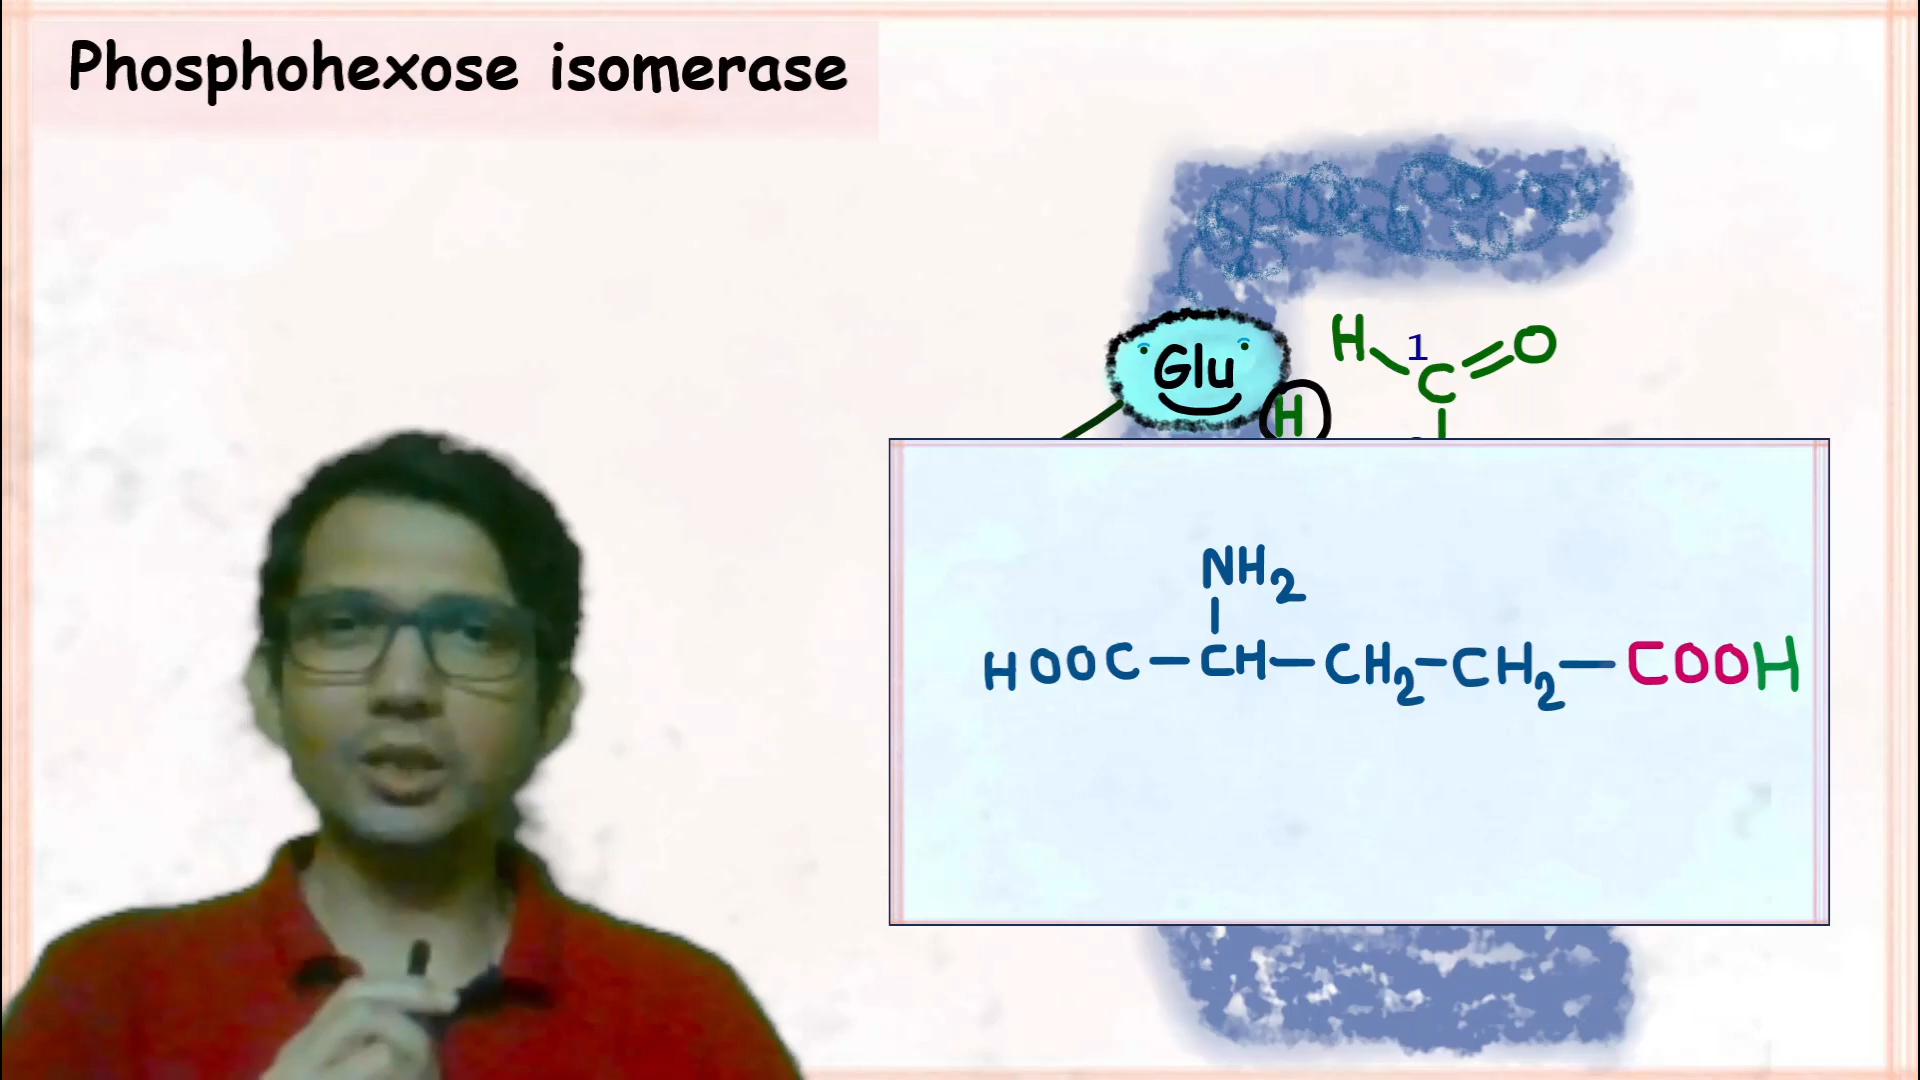 Phosphohexose isomerase
H 1 C=O
Glu
H
NH2
HOOC-CH-CH2-CH2-COOH